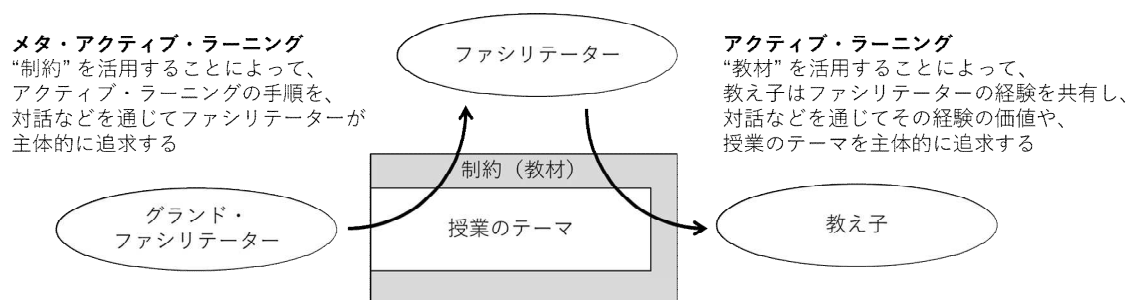 メタ・アクティブ・ラーニング
“制約” を活用することによって、
アクティブ・ラーニングの手順を、
対話などを通じてファシリテーターが
主体的に追求する
ファシリテーター
アクティブ・ラーニング
“教材” を活用することによって、
教え子はファシリテーターの経験を共有し、
対話などを通じてその経験の価値や、
授業のテーマを主体的に追求する
制約（教材）
グランド・
ファシリテーター
授業のテーマ
教え子